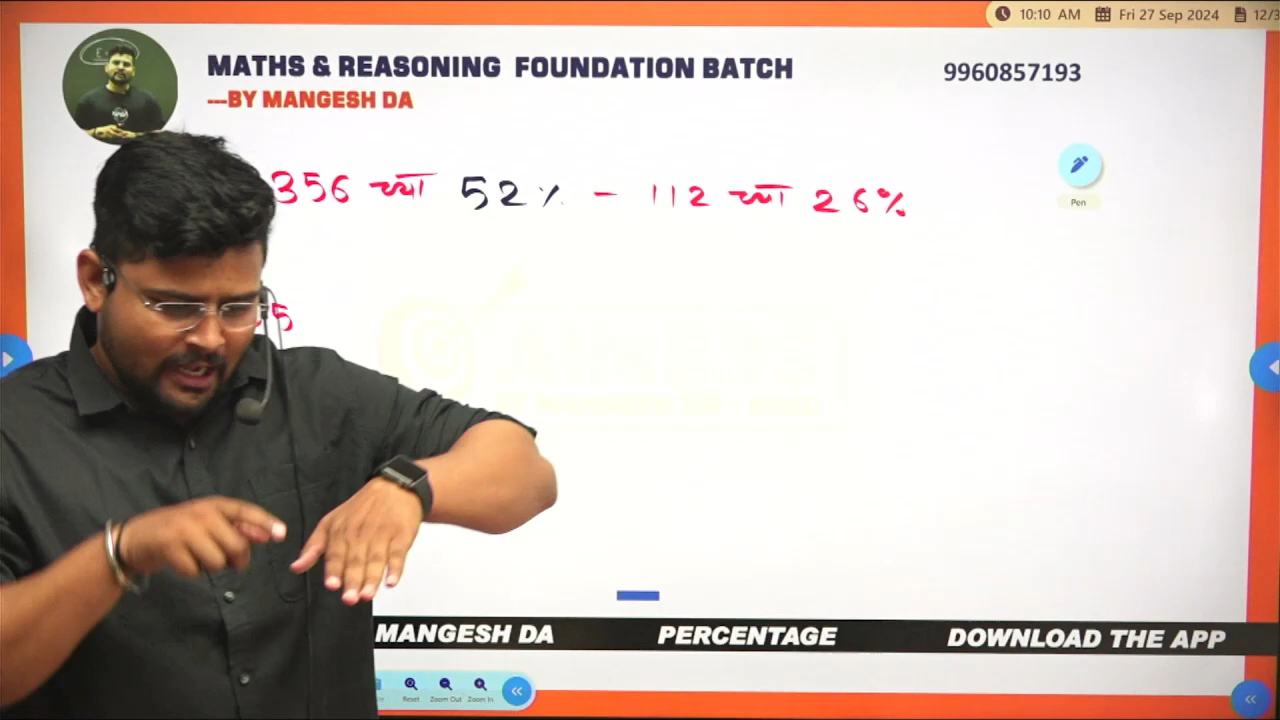 10:10 AM Fri 27 Sep 2024 12/3
MATHS & REASONING FOUNDATION BATCH
---BY MANGESH DA
9960857193
356 च्या 52% - 112 च्या 26%
Pen
5
MANGESH DA PERCENTAGE DOWNLOAD THE APP
Reset Zoom Out Zoom In